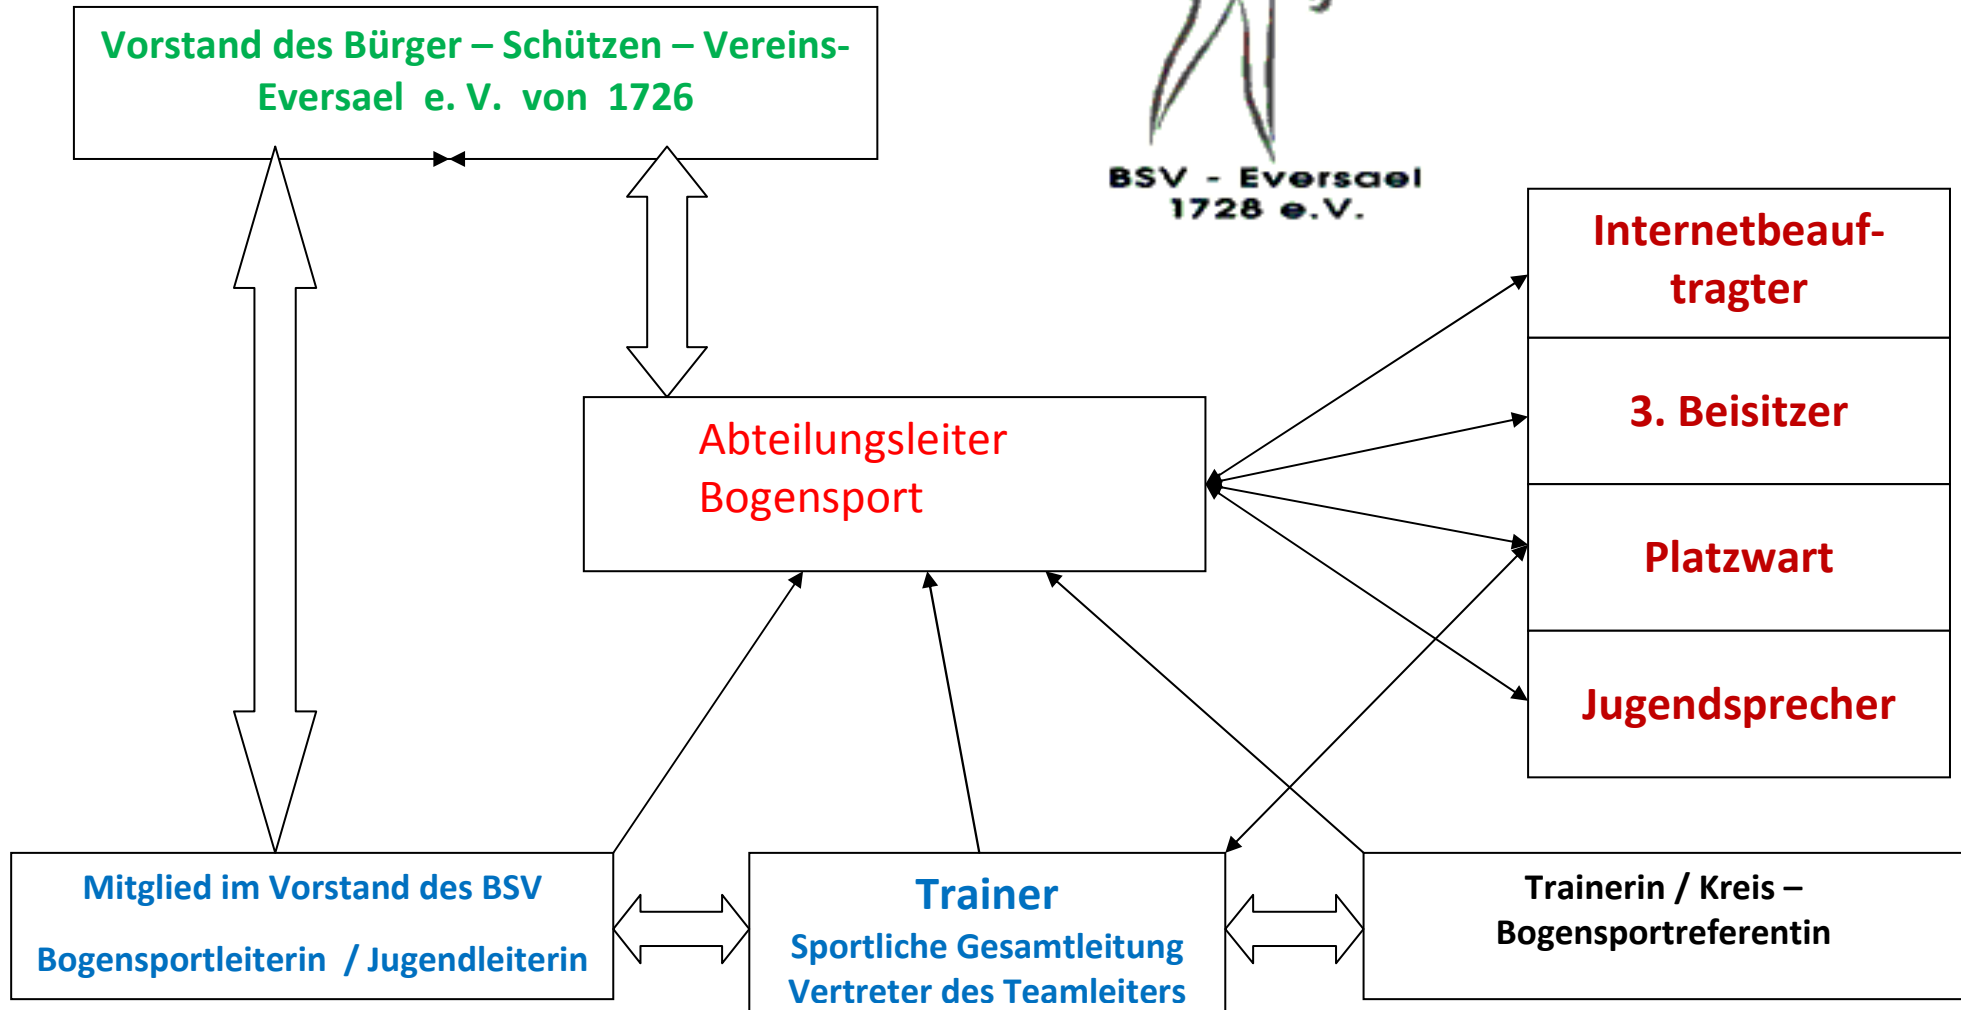 Vorstand des Bürger – Schützen – Vereins-
Eversael e. V. von 1726
BSV - Eversael
1728 e.V.
Internetbeauf-
tragter
3. Beisitzer
Platzwart
Jugendsprecher
Abteilungsleiter
Bogensport
Mitglied im Vorstand des BSV
Bogensportleiterin / Jugendleiterin
Trainer
Sportliche Gesamtleitung
Vertreter des Teamleiters
Trainerin / Kreis –
Bogensportreferentin